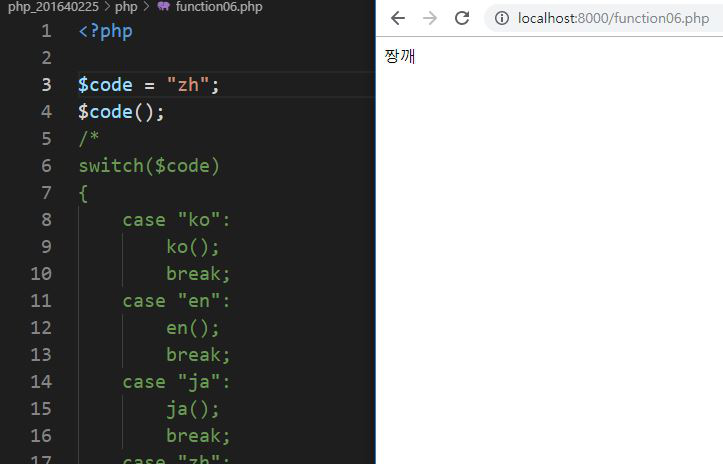 php_201640225 > php > function06.php
1 <?php
2
3 $code = "zh";
4 $code();
5 /*
6 switch($code)
7 {
8 case "ko":
9 ko();
10 break;
11 case "en":
12 en();
13 break;
14 case "ja":
15 ja();
16 break;
17 case "zh":
localhost:8000/function06.php
짱깨